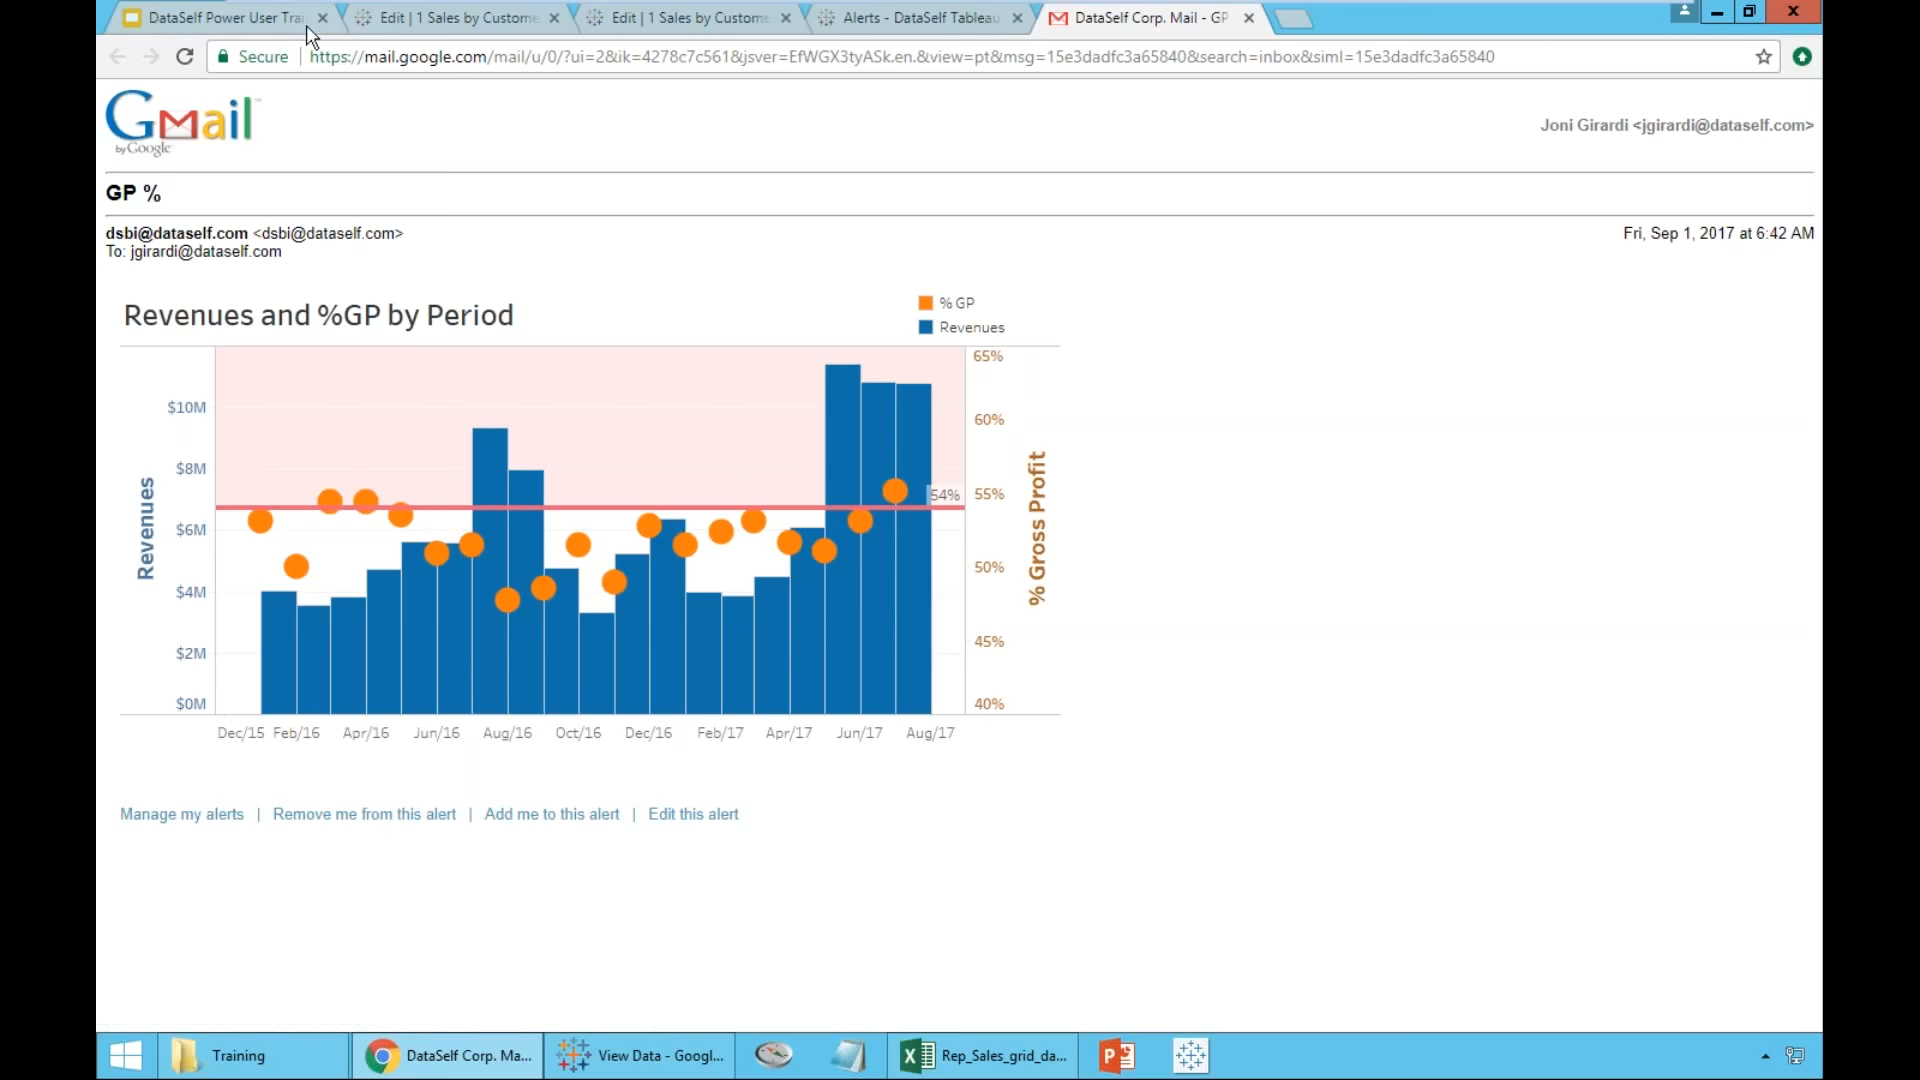 DataSelf Power User Trai
Edit | 1 Sales by Custome
Edit | 1 Sales by Custome
Alerts - DataSelf Tableau
DataSelf Corp. Mail - GP
Secure
https://mail.google.com/mail/u/0/?ui=2&ik=4278c7c561&jsver=EfWGX3tyASk.en.&view=pt&msg=15e3dadfc3a65840&search=inbox&siml=15e3dadfc3a65840
Gmail
by Google
Joni Girardi <jgirardi@dataself.com>
GP %
dsbi@dataself.com <dsbi@dataself.com>
Fri, Sep 1, 2017 at 6:42 AM
To: jgirardi@dataself.com
Revenues and %GP by Period
% GP
Revenues
Revenues
$10M
$8M
$6M
$4M
$2M
$0M
54%
65%
60%
55%
50%
45%
40%
% Gross Profit
Dec/15 Feb/16 Apr/16 Jun/16 Aug/16 Oct/16 Dec/16 Feb/17 Apr/17 Jun/17 Aug/17
Manage my alerts | Remove me from this alert | Add me to this alert | Edit this alert
Training
DataSelf Corp. Ma...
View Data - Googl...
Rep_Sales_grid_da...